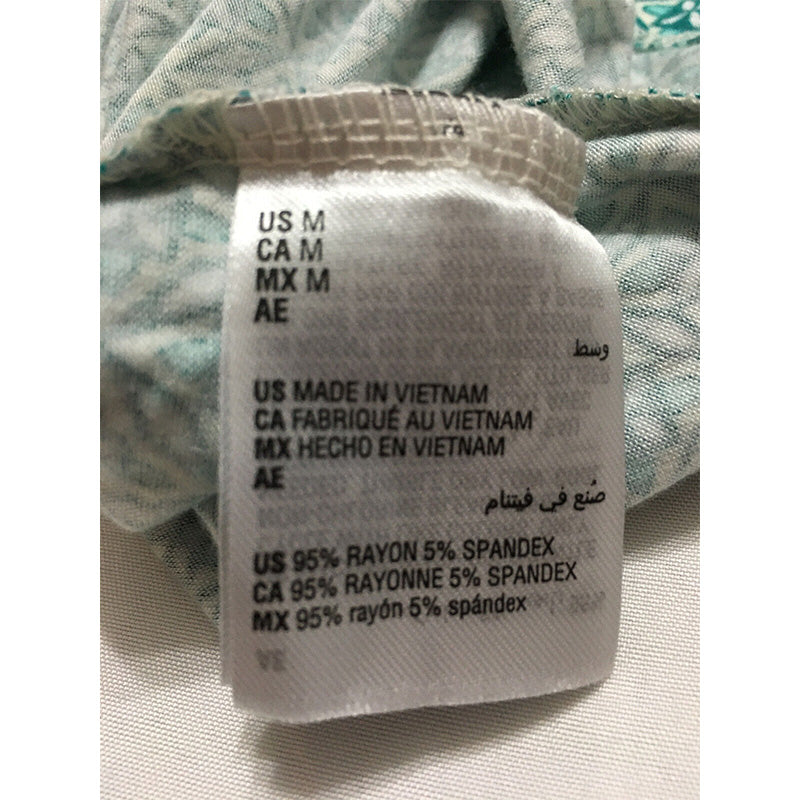 US M
CA M
MX M
AE
وسط
US MADE IN VIETNAM
CA FABRIQUÉ AU VIETNAM
MX HECHO EN VIETNAM
AE
صُنع في فيتنام
US 95% RAYON 5% SPANDEX
CA 95% RAYONNE 5% SPANDEX
MX 95% rayón 5% spándex